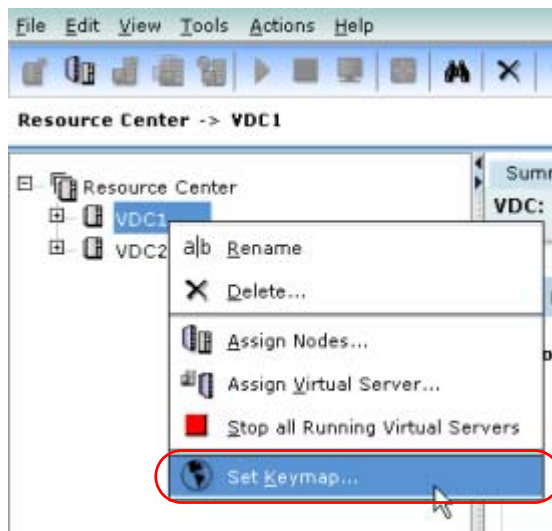 File Edit View Tools Actions Help
Resource Center -> VDC1
Resource Center
VDC1
VDC2
Summ
VDC:
a|b Rename
Delete...
Assign Nodes...
Assign Virtual Server...
Stop all Running Virtual Servers
Set Keymap...